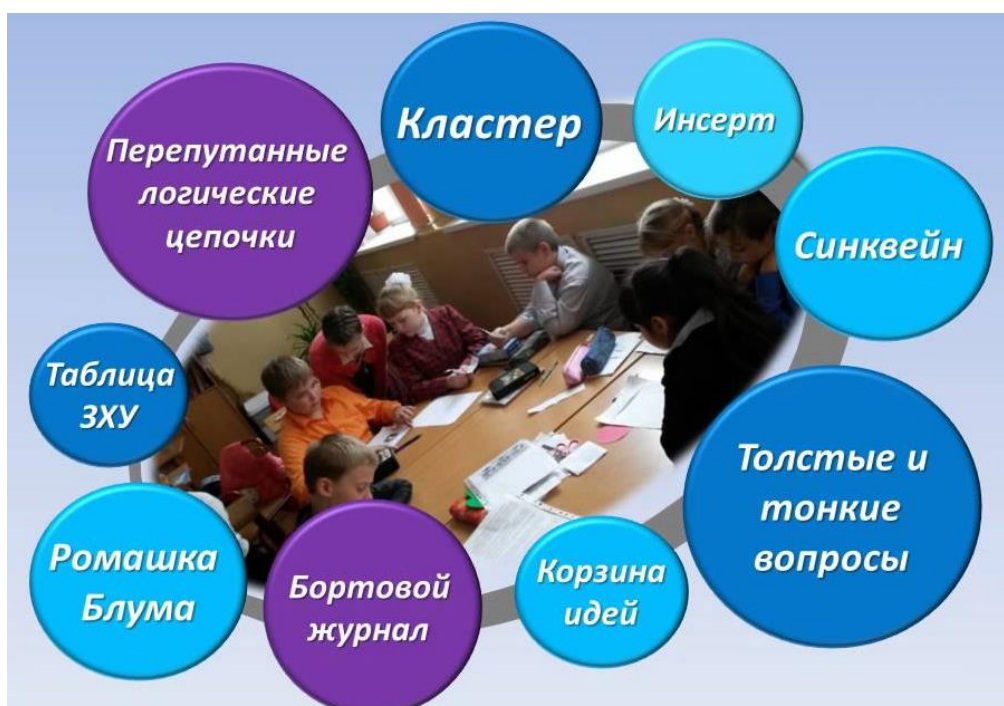 Кластер
Инсерт
Перепутанные
логические
цепочки
Синквейн
Таблица
ЗХУ
Толстые и
тонкие
вопросы
Ромашка
Блума
Бортовой
журнал
Корзина
идей